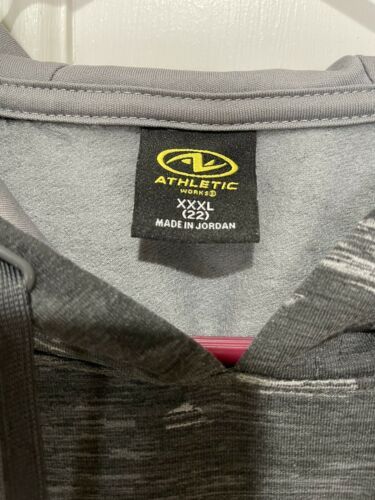 ATHLETIC
WORKS®
XXXL
(22)
MADE IN JORDAN